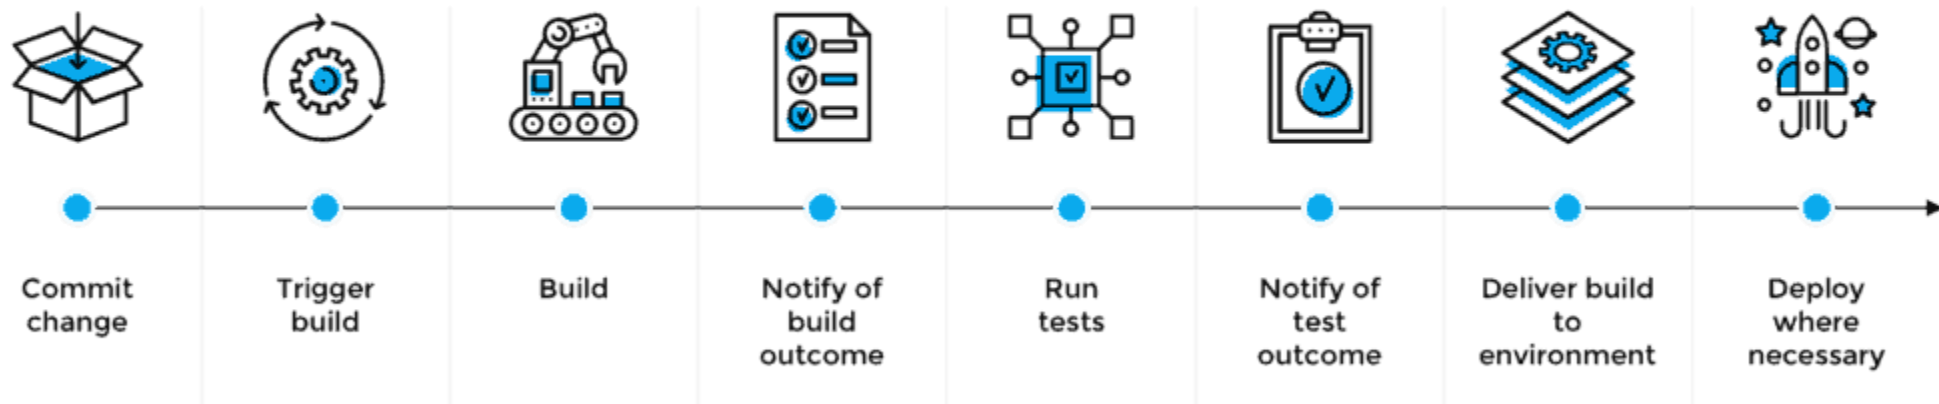 Commit
change
Trigger
build
Build
Notify of
build
outcome
Run
tests
Notify of
test
outcome
Deliver build
to
environment
Deploy
where
necessary